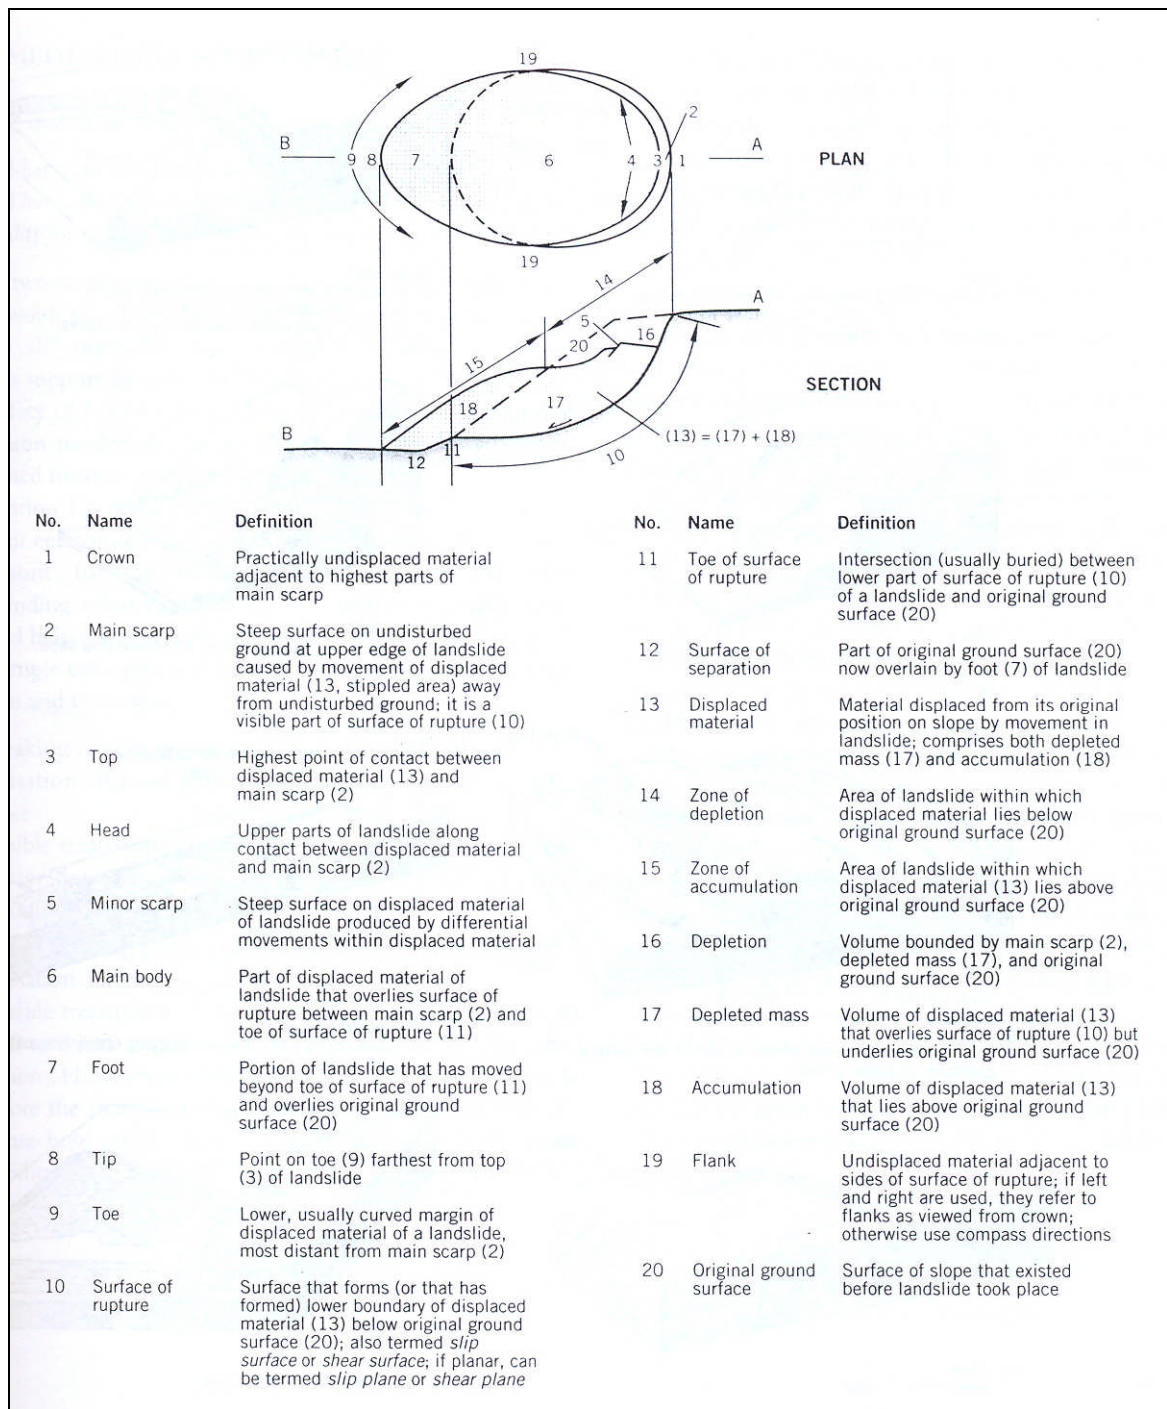 19
2
B
A
9 8 7 6 4 3 1
PLAN
19
14
A
5
16
20
15
SECTION
18
17
B
(13) = (17) + (18)
11
10
12
No. Name Definition
1 Crown Practically undisplaced material
adjacent to highest parts of
main scarp
2 Main scarp Steep surface on undisturbed
ground at upper edge of landslide
caused by movement of displaced
material (13, stippled area) away
from undisturbed ground; it is a
visible part of surface of rupture (10)
3 Top Highest point of contact between
displaced material (13) and
main scarp (2)
4 Head Upper parts of landslide along
contact between displaced material
and main scarp (2)
5 Minor scarp Steep surface on displaced material
of landslide produced by differential
movements within displaced material
6 Main body Part of displaced material of
landslide that overlies surface of
rupture between main scarp (2) and
toe of surface of rupture (11)
7 Foot Portion of landslide that has moved
beyond toe of surface of rupture (11)
and overlies original ground
surface (20)
8 Tip Point on toe (9) farthest from top
(3) of landslide
9 Toe Lower, usually curved margin of
displaced material of a landslide,
most distant from main scarp (2)
10 Surface of Surface that forms (or that has
rupture formed) lower boundary of displaced
material (13) below original ground
surface (20); also termed slip
surface or shear surface; if planar, can
be termed slip plane or shear plane
No. Name Definition
11 Toe of surface Intersection (usually buried) between
of rupture lower part of surface of rupture (10)
of a landslide and original ground
surface (20)
12 Surface of Part of original ground surface (20)
separation now overlain by foot (7) of landslide
13 Displaced Material displaced from its original
material position on slope by movement in
landslide; comprises both depleted
mass (17) and accumulation (18)
14 Zone of Area of landslide within which
depletion displaced material lies below
original ground surface (20)
15 Zone of Area of landslide within which
accumulation displaced material (13) lies above
original ground surface (20)
16 Depletion Volume bounded by main scarp (2),
depleted mass (17), and original
ground surface (20)
17 Depleted mass Volume of displaced material (13)
that overlies surface of rupture (10) but
underlies original ground surface (20)
18 Accumulation Volume of displaced material (13)
that lies above original ground
surface (20)
19 Flank Undisplaced material adjacent to
sides of surface of rupture; if left
and right are used, they refer to
flanks as viewed from crown;
otherwise use compass directions
20 Original ground Surface of slope that existed
surface before landslide took place